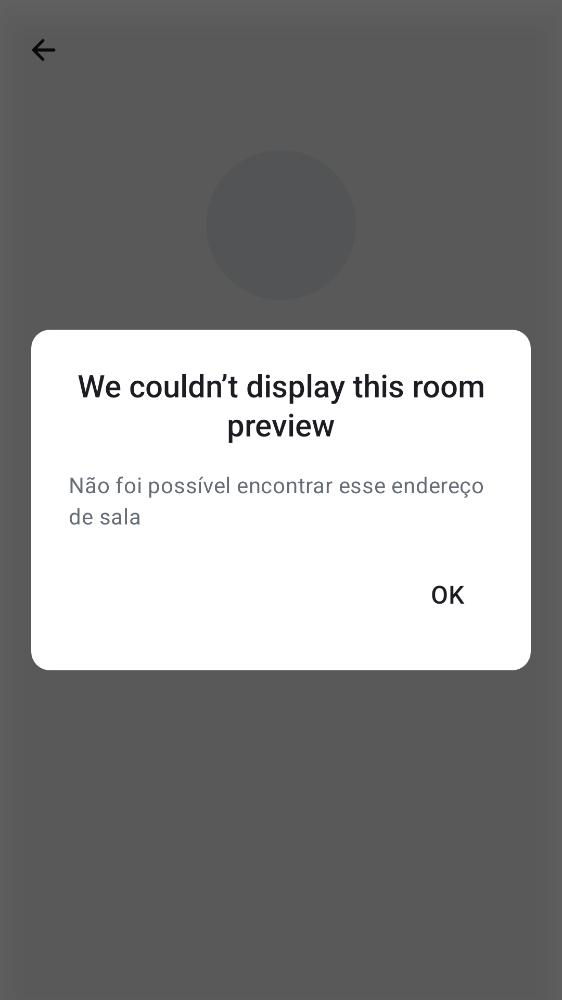 We couldn’t display this room
preview
Não foi possível encontrar esse endereço
de sala
OK